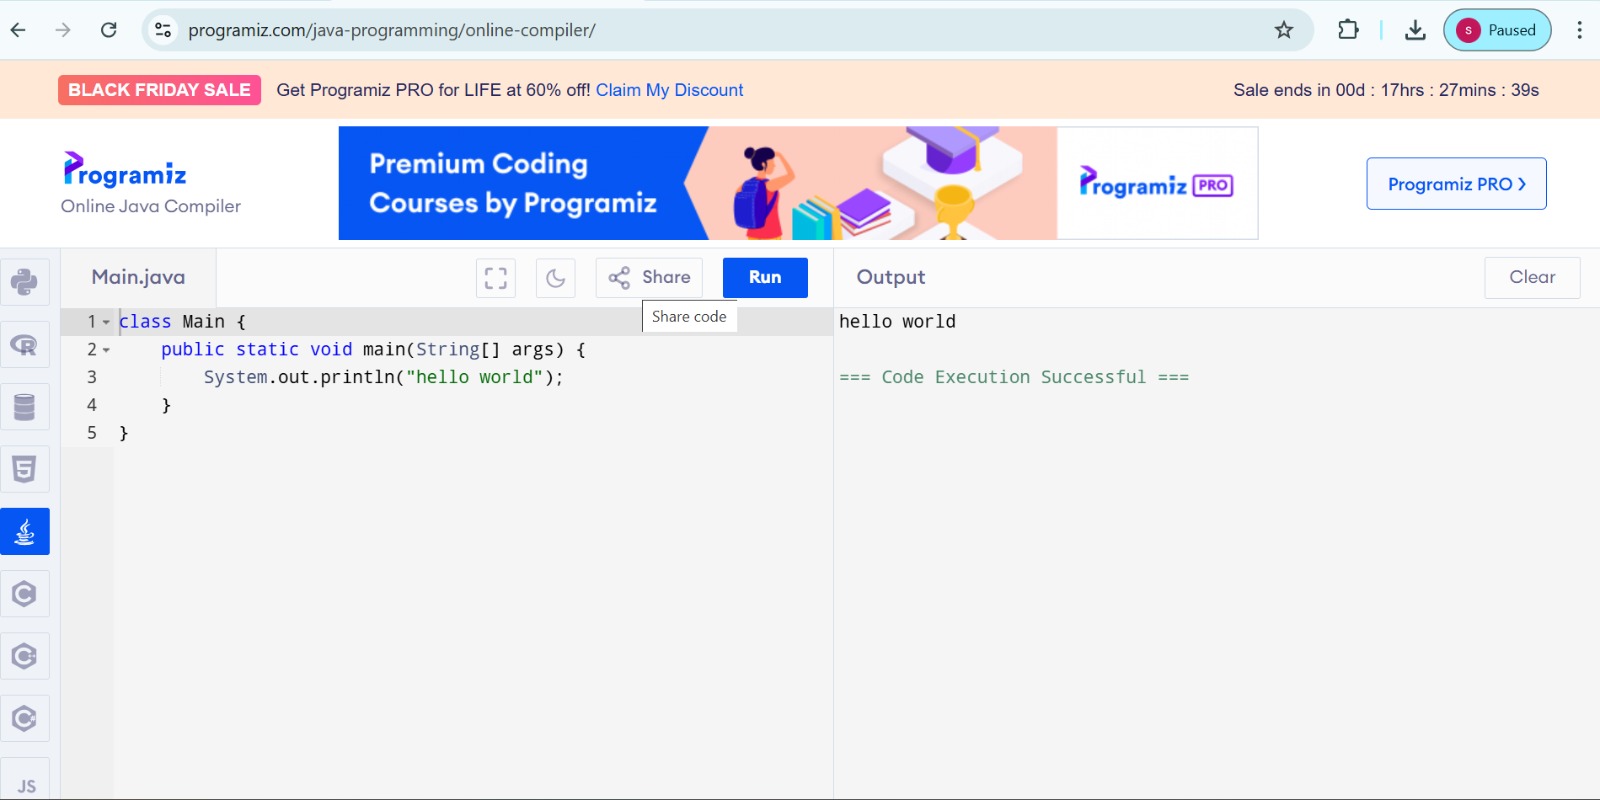 programiz.com/java-programming/online-compiler/
S
Paused
BLACK FRIDAY SALE
Get Programiz PRO for LIFE at 60% off! Claim My Discount
Sale ends in 00d : 17hrs : 27mins : 39s
Programiz
Online Java Compiler
Premium Coding
Courses by Programiz
Programiz PRO
Programiz PRO >
Main.java
Share
Run
Share code
Output
Clear
1 class Main {
2 public static void main(String[] args) {
3 System.out.println("hello world");
4 }
5 }
hello world
=== Code Execution Successful ===
R
5
C
C+
C#
JS